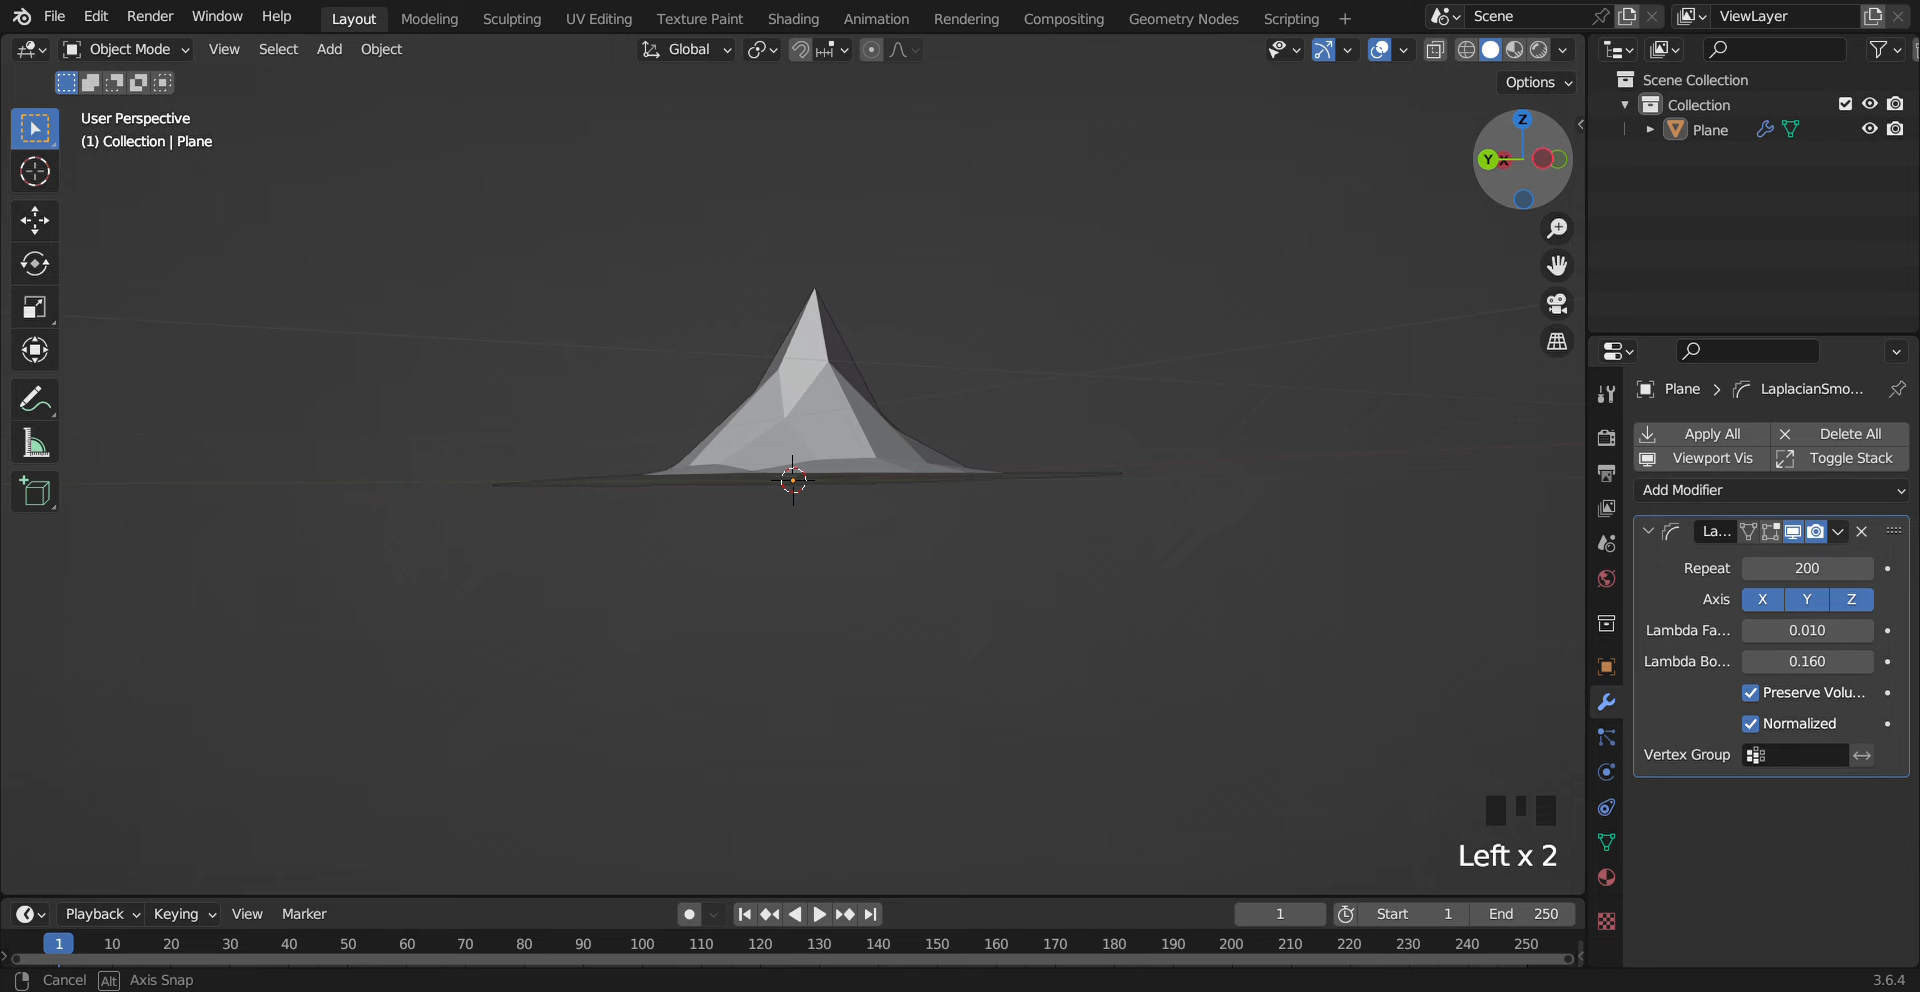 File Edit Render Window Help Layout Modeling Sculpting UV Editing Texture Paint Shading Animation Rendering Compositing Geometry Nodes Scripting + Scene ViewLayer
Object Mode View Select Add Object Global
Options
Scene Collection
Collection
Plane
User Perspective
(1) Collection | Plane
Z
Y X
Plane > LaplacianSmo...
Apply All Delete All
Viewport Vis Toggle Stack
Add Modifier
La...
Repeat 200
Axis X Y Z
Lambda Fa... 0.010
Lambda Bo... 0.160
Preserve Volu...
Normalized
Vertex Group
Left x 2
Playback Keying View Marker 1 Start 1 End 250
1 10 20 30 40 50 60 70 80 90 100 110 120 130 140 150 160 170 180 190 200 210 220 230 240 250
Cancel Alt Axis Snap 3.6.4